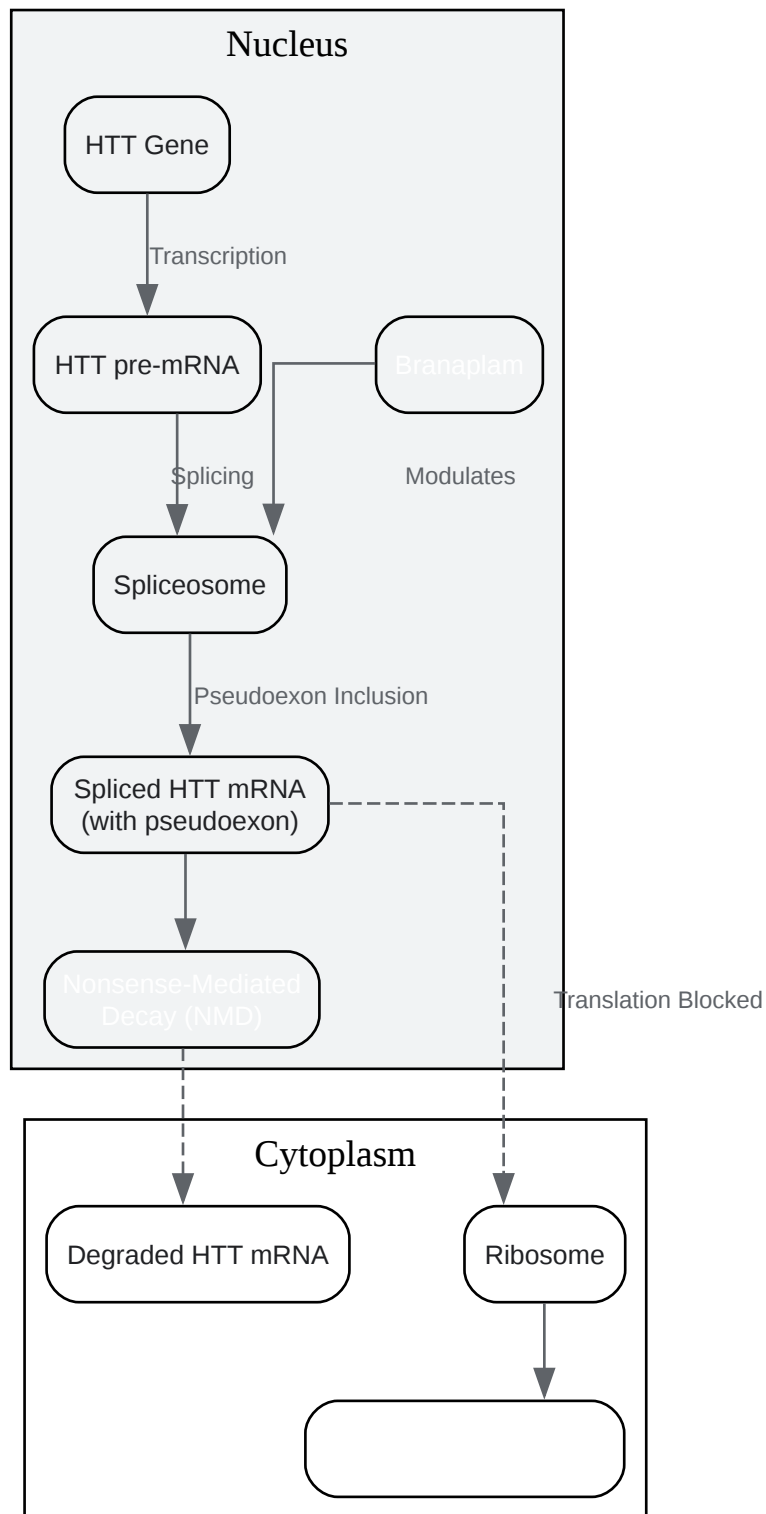 Nucleus
HTT Gene
Transcription
HTT pre-mRNA
Branaplam
Splicing
Modulates
Spliceosome
Pseudoexon Inclusion
Spliced HTT mRNA
(with pseudoexon)
Nonsense-Mediated
Decay (NMD)
Translation Blocked
Cytoplasm
Degraded HTT mRNA
Ribosome